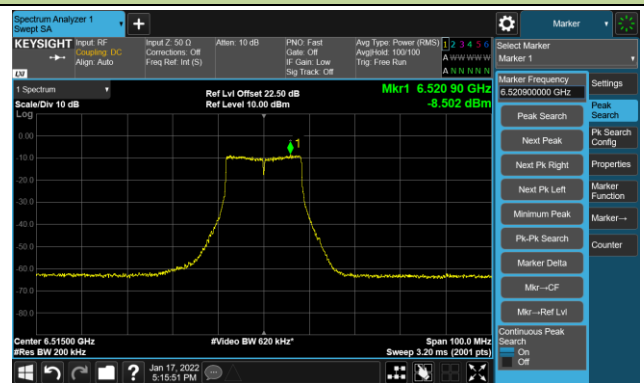 Spectrum Analyzer 1
Swept SA
Marker
KEYSIGHT
Input: RF
Coupling: DC
Align: Auto
Input Z: 50 Ω
Corrections: Off
Freq Ref: Int (S)
Atten: 10 dB
PNO: Fast
Gate: Off
IF Gain: Low
Sig Track: Off
Avg Type: Power (RMS)
Avg|Hold: 100/100
Trig: Free Run
1 2 3 4 5 6
A W W W W W
A N N N N N
LXI
Select Marker
Marker 1
1 Spectrum
Scale/Div 10 dB
Log
Ref Lvl Offset 22.50 dB
Ref Level 10.00 dBm
Mkr1 6.520 90 GHz
-8.502 dBm
0.00
-10.0
-20.0
-30.0
-40.0
-50.0
-60.0
-70.0
-80.0
1
Center 6.51500 GHz
#Res BW 200 kHz
#Video BW 620 kHz*
Span 100.0 MHz
Sweep 3.20 ms (2001 pts)
Marker Frequency
6.520900000 GHz
Peak Search
Next Peak
Next Pk Right
Next Pk Left
Minimum Peak
Pk-Pk Search
Marker Delta
Mkr→CF
Mkr→Ref Lvl
Continuous Peak
Search
On
Off
Settings
Peak
Search
Pk Search
Config
Properties
Marker
Function
Marker→
Counter
?
Jan 17, 2022
5:15:51 PM